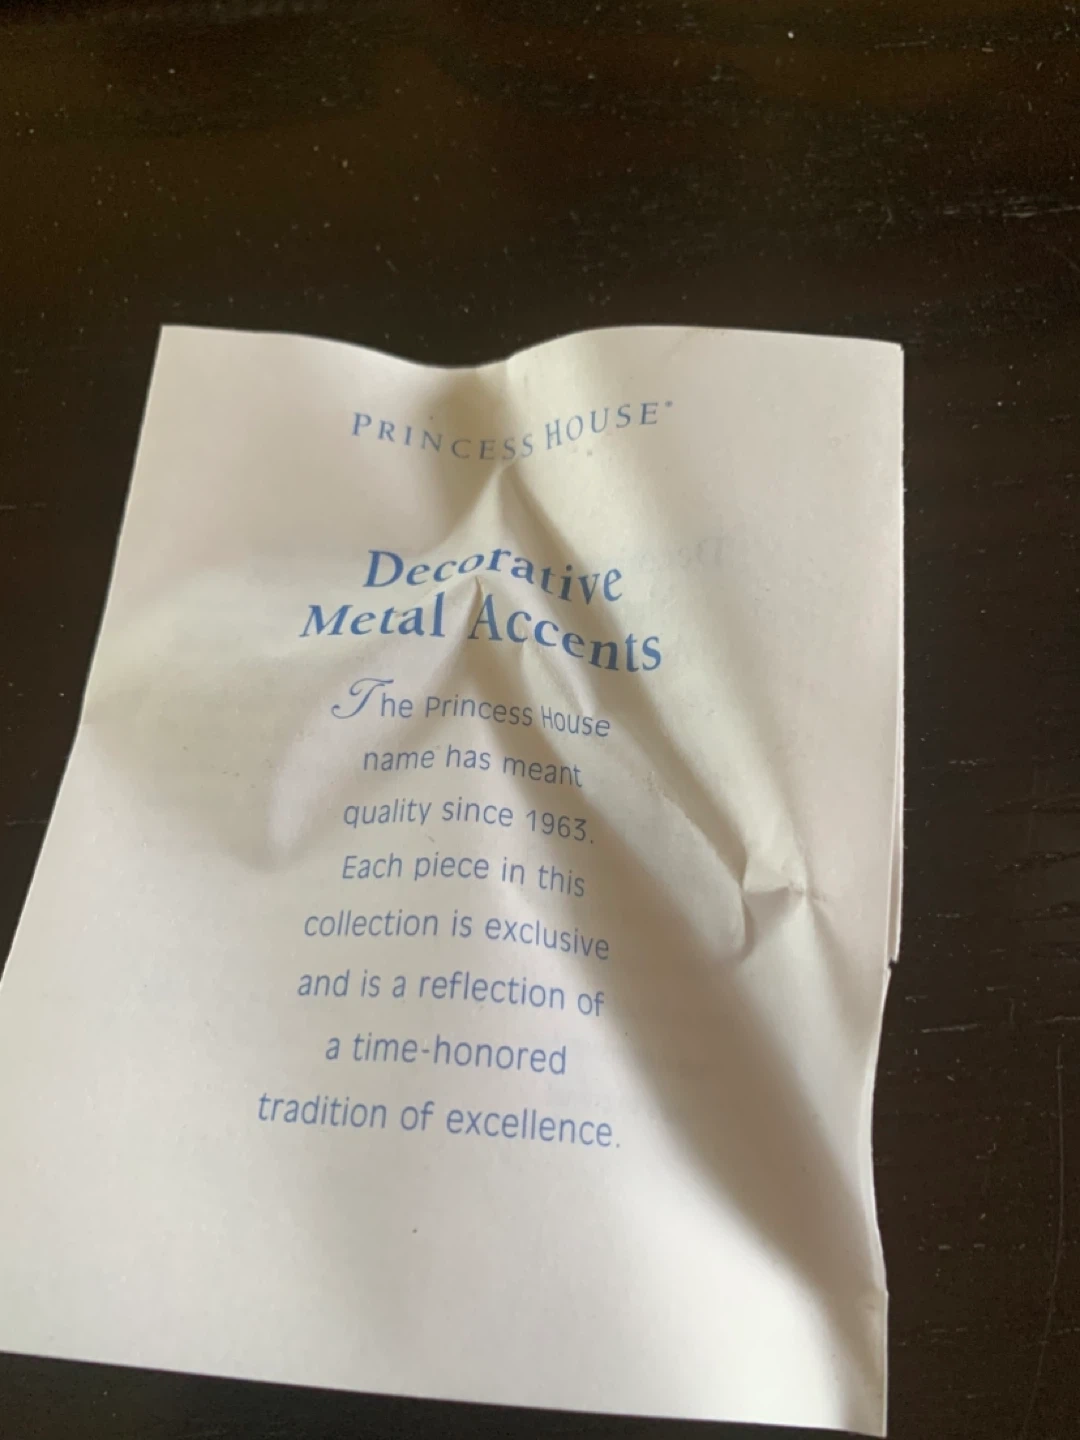 PRINCESS HOUSE®
Decorative
Metal Accents
The Princess House
name has meant
quality since 1963.
Each piece in this
collection is exclusive
and is a reflection of
a time-honored
tradition of excellence.